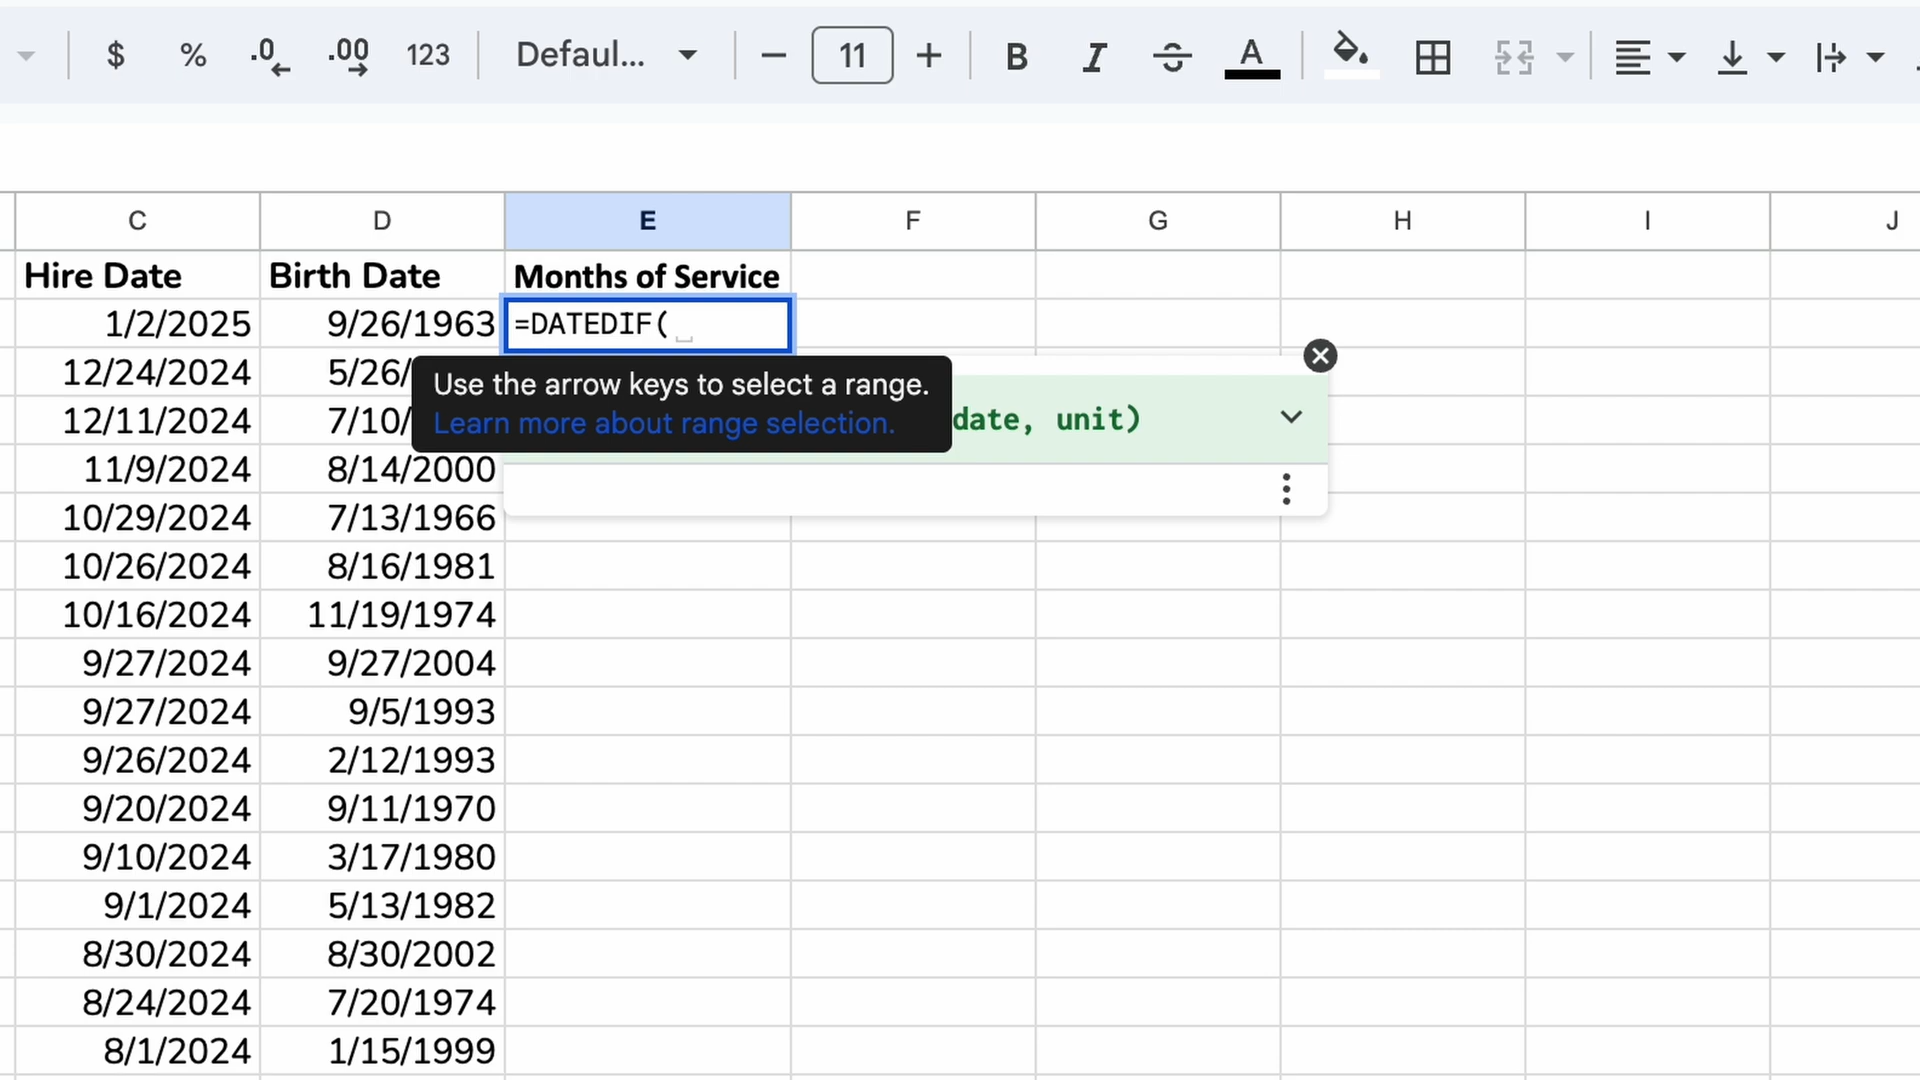 $ % .0 .00 123 Defaul... 11 B I S A
C D E F G H I J
Hire Date Birth Date Months of Service
1/2/2025 9/26/1963 =DATEDIF(
12/24/2024 5/26/
Use the arrow keys to select a range.
12/11/2024 7/10/
Learn more about range selection.
date, unit)
11/9/2024 8/14/2000
10/29/2024 7/13/1966
10/26/2024 8/16/1981
10/16/2024 11/19/1974
9/27/2024 9/27/2004
9/27/2024 9/5/1993
9/26/2024 2/12/1993
9/20/2024 9/11/1970
9/10/2024 3/17/1980
9/1/2024 5/13/1982
8/30/2024 8/30/2002
8/24/2024 7/20/1974
8/1/2024 1/15/1999